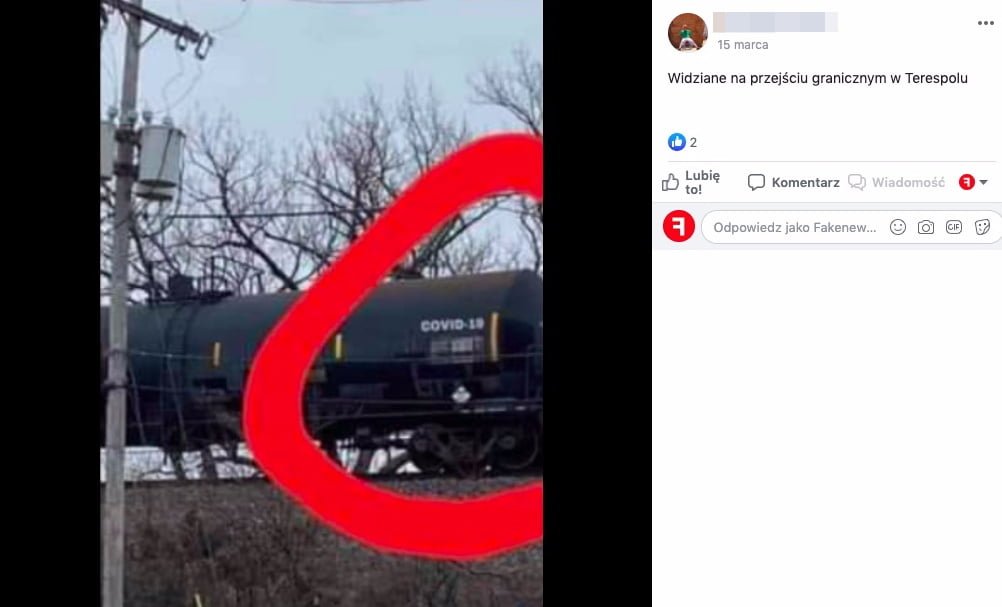 COVID-19
15 marca
Widziane na przejściu granicznym w Terespolu
2
Lubię
to!
Komentarz
Wiadomość
Odpowiedz jako Fakenew...
GIF